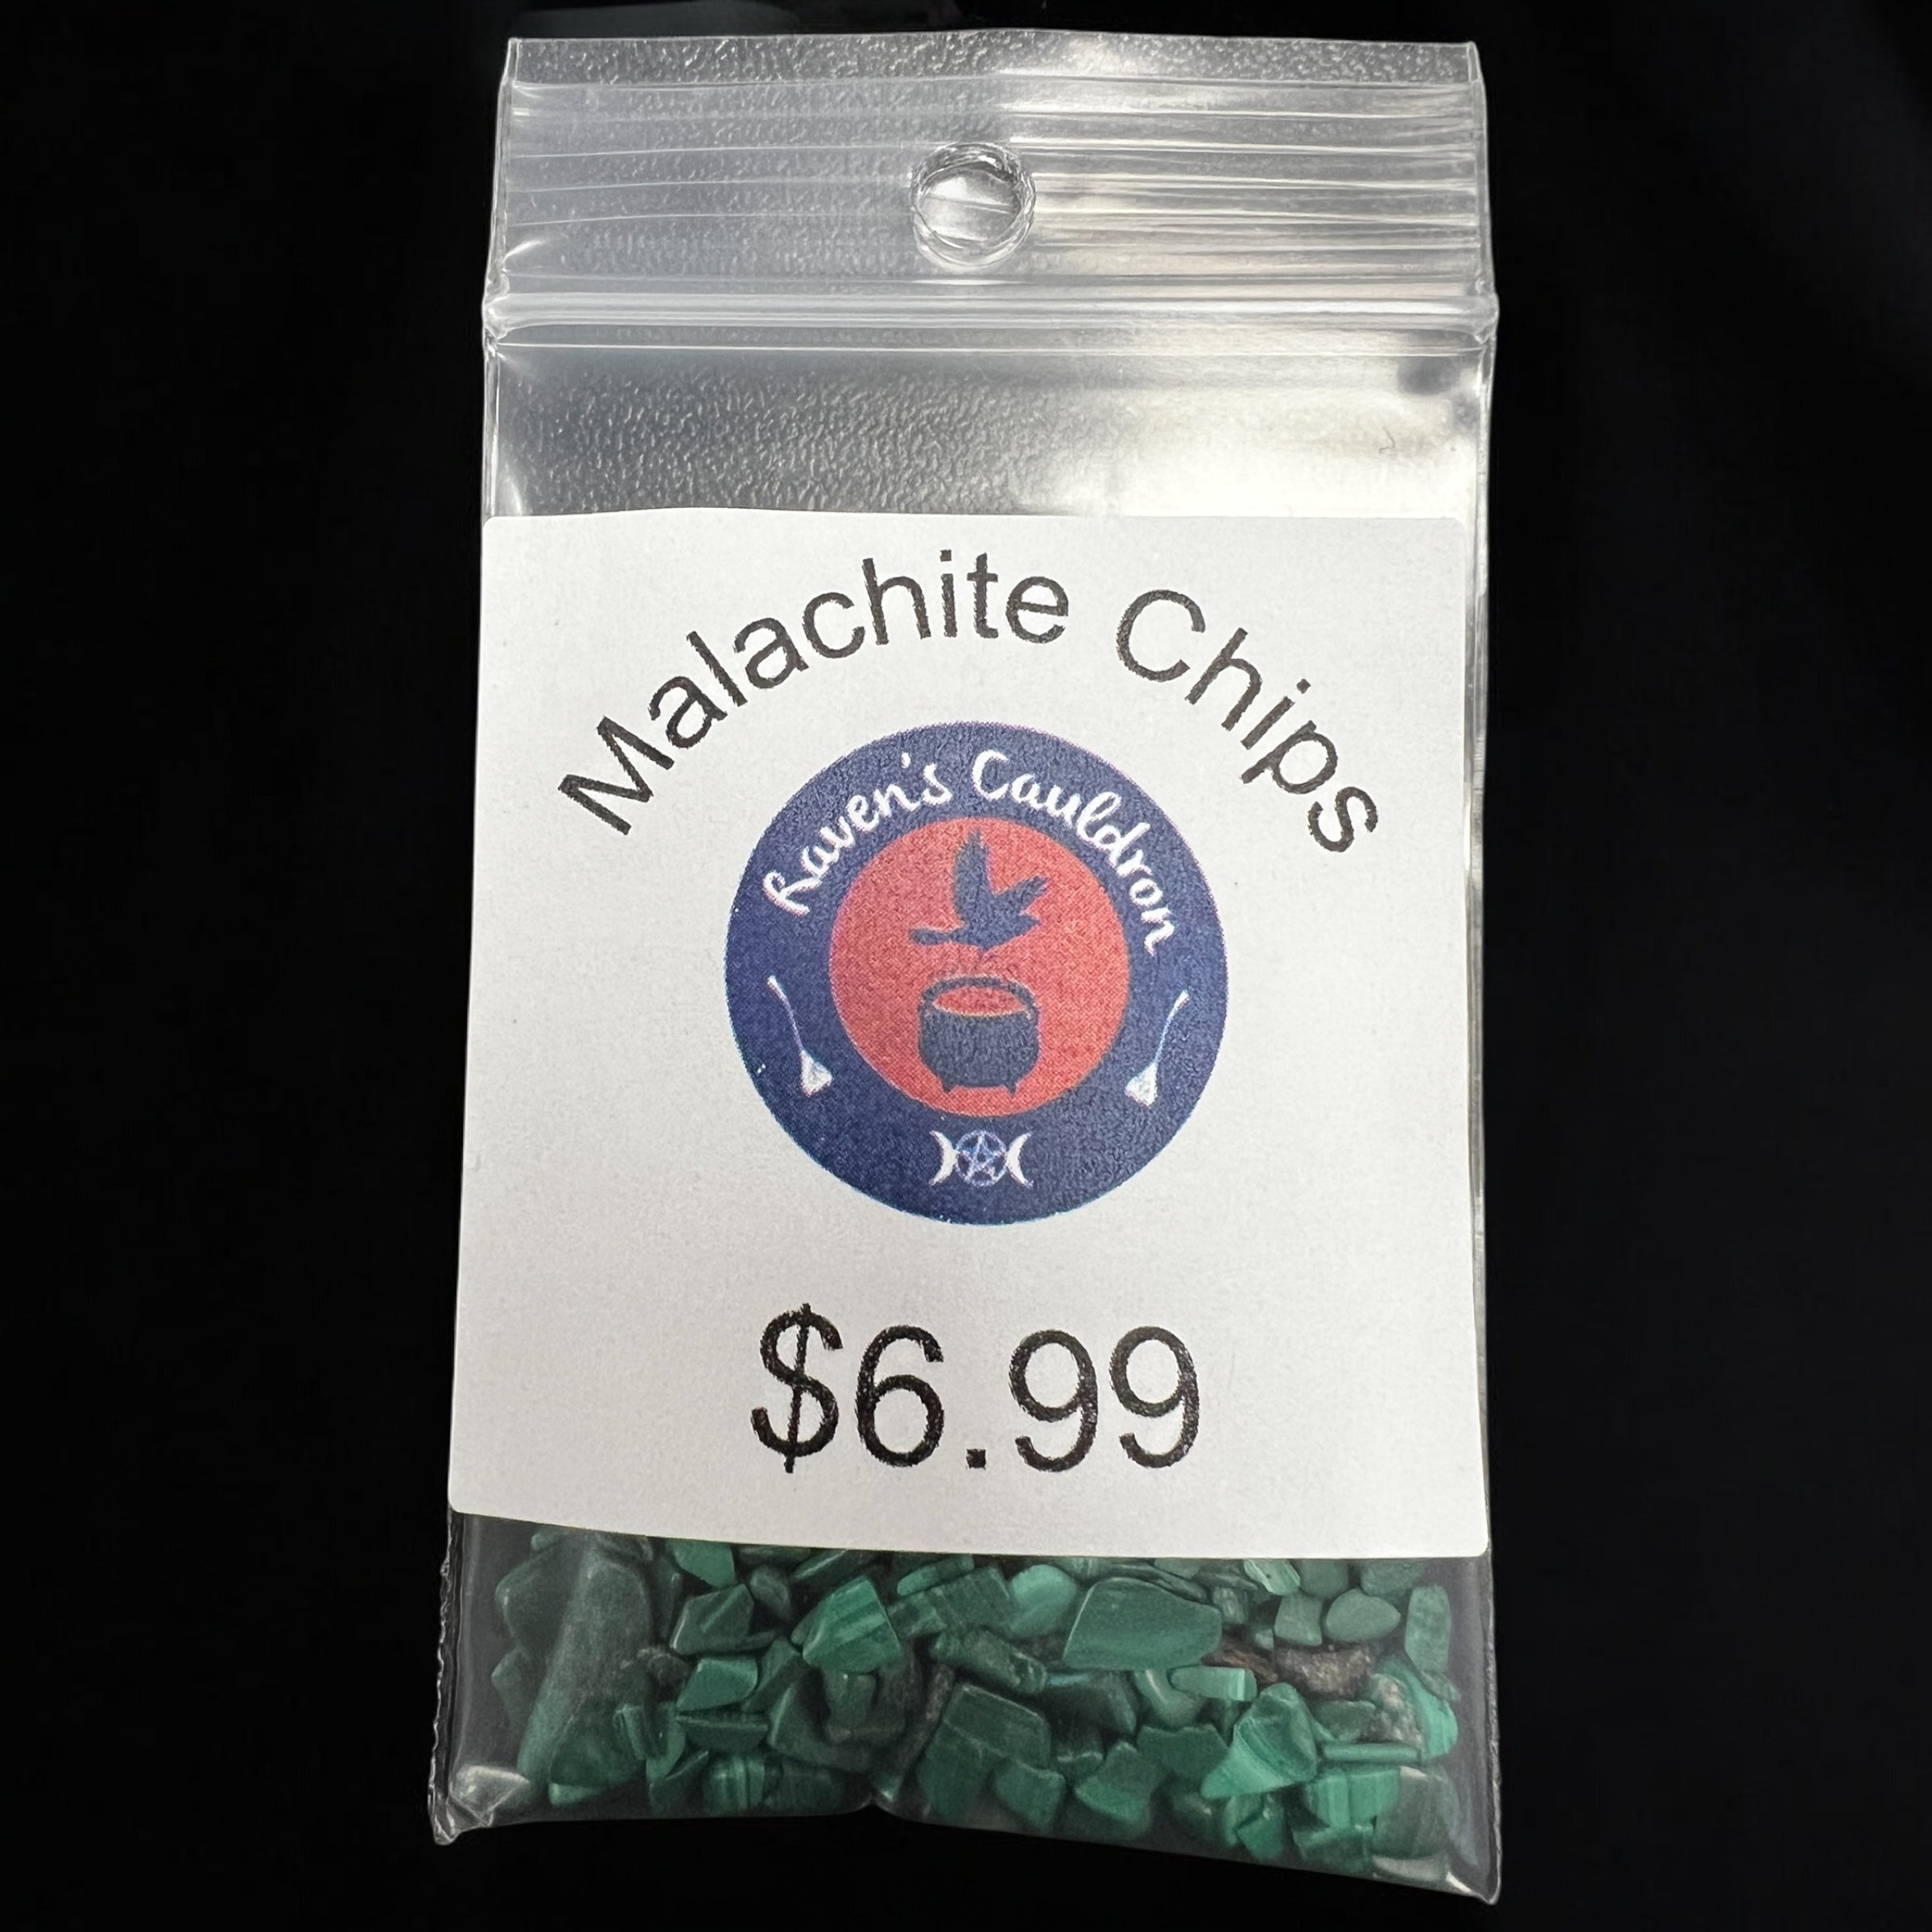 Malachite Chips
Raven's Cauldron
$6.99